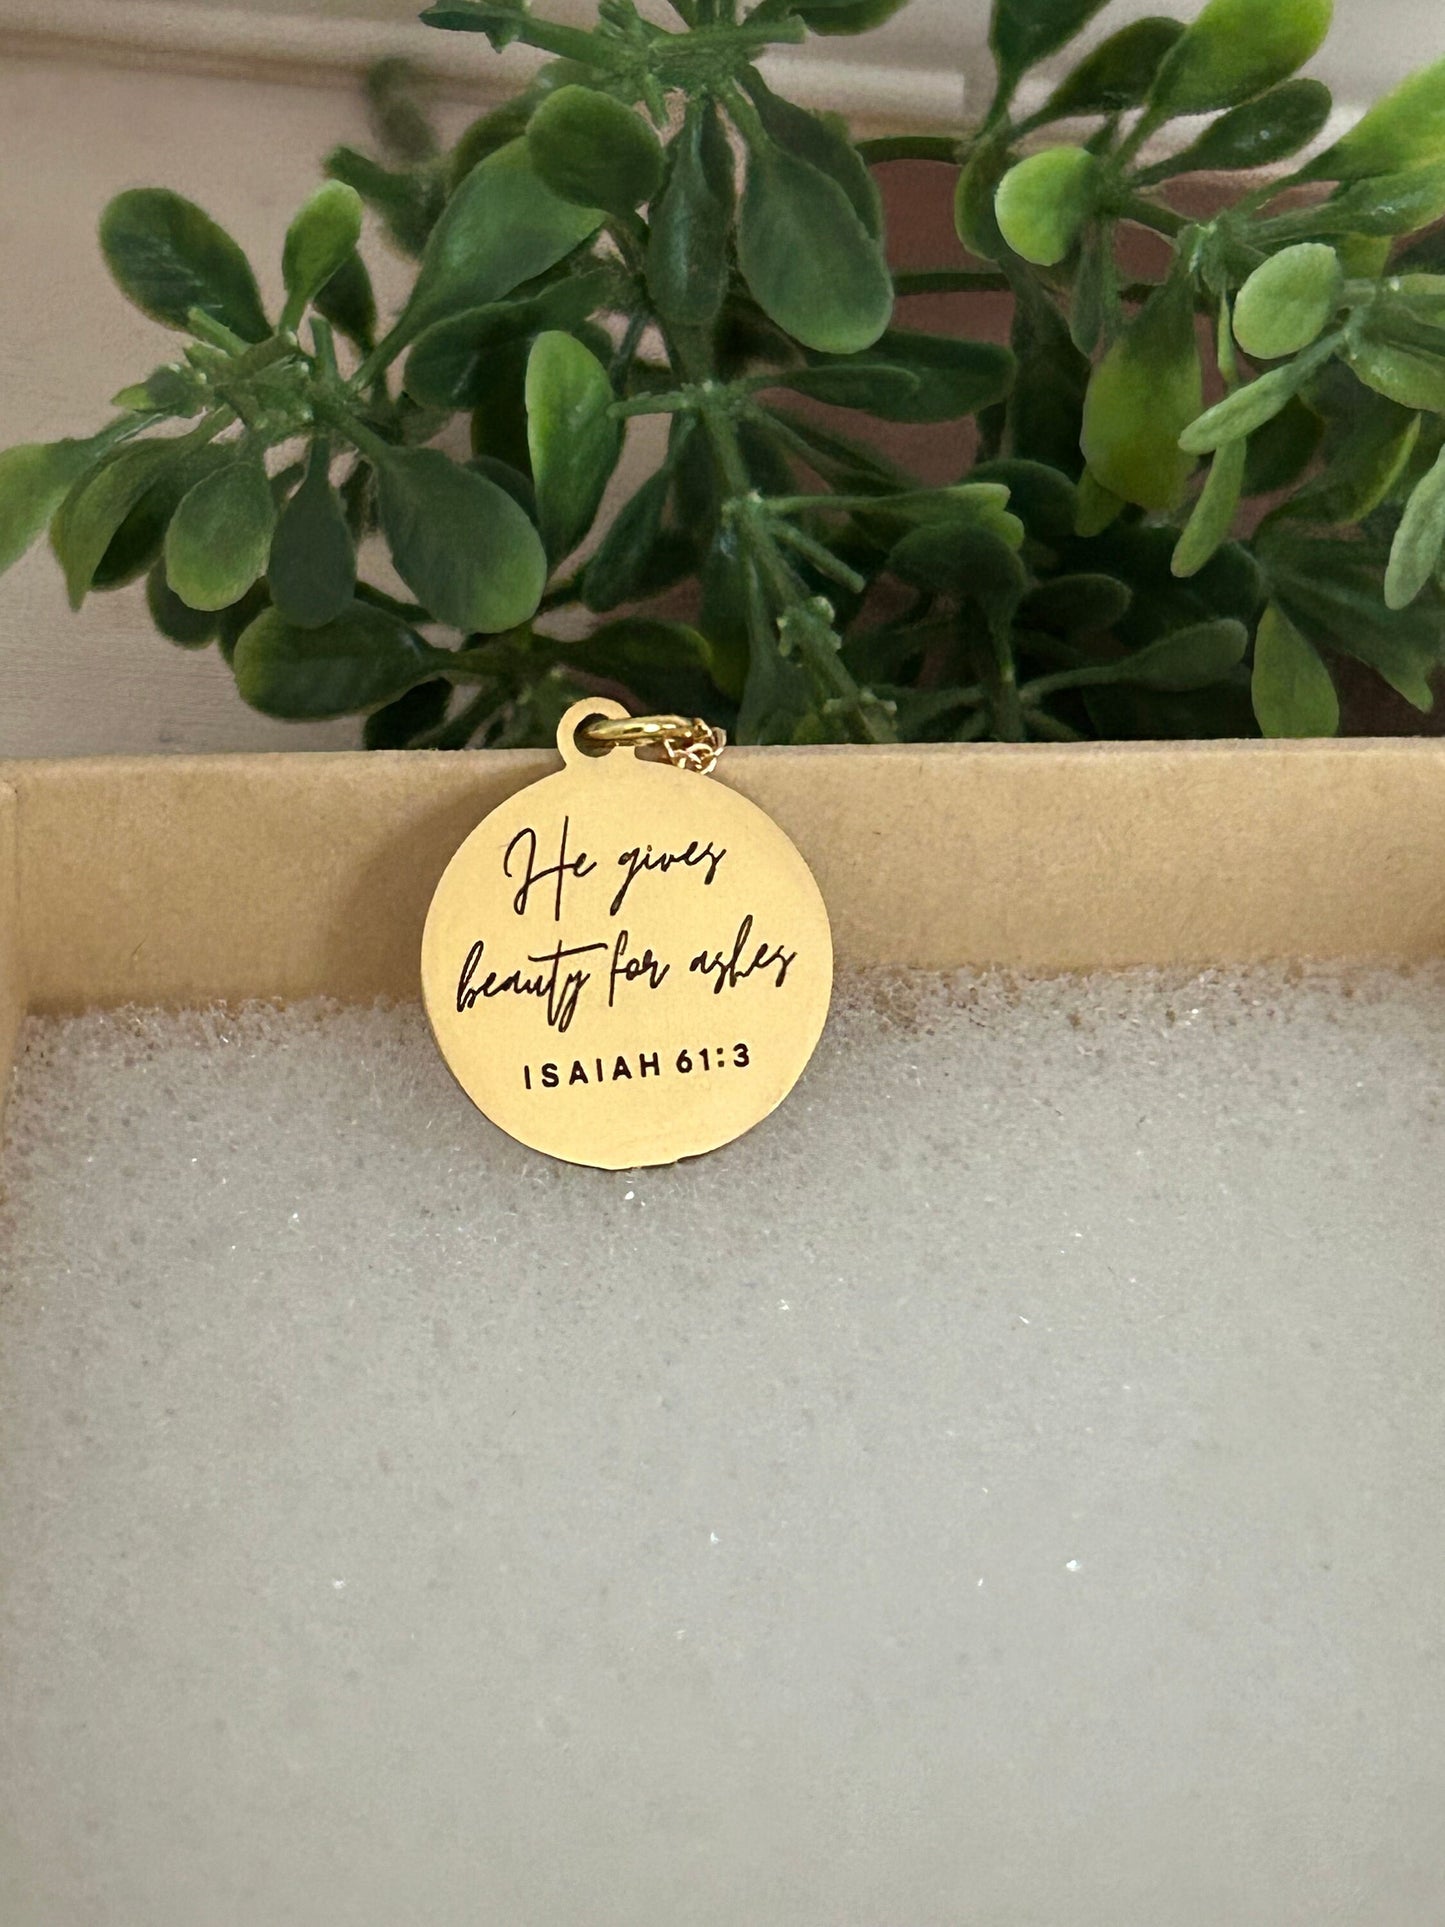 He gives
beauty for ashes
ISAIAH 61:3